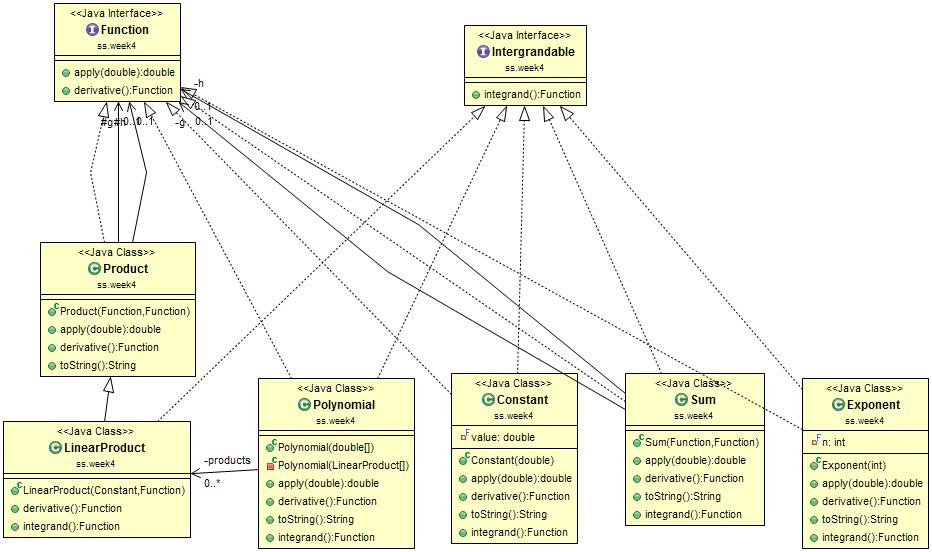 <<Java Interface>>
Function
ss.week4
apply(double):double
derivative():Function
<<Java Interface>>
Intergrandable
ss.week4
integrand():Function
-h
0..1
#g
#h
0..1
0..1
-g
0..1
<<Java Class>>
Product
ss.week4
Product(Function,Function)
apply(double):double
derivative():Function
toString():String
<<Java Class>>
LinearProduct
ss.week4
LinearProduct(Constant,Function)
derivative():Function
integrand():Function
-products
0..*
<<Java Class>>
Polynomial
ss.week4
Polynomial(double[])
Polynomial(LinearProduct[])
apply(double):double
derivative():Function
toString():String
integrand():Function
<<Java Class>>
Constant
ss.week4
value: double
Constant(double)
apply(double):double
derivative():Function
toString():String
integrand():Function
<<Java Class>>
Sum
ss.week4
Sum(Function,Function)
apply(double):double
derivative():Function
toString():String
integrand():Function
<<Java Class>>
Exponent
ss.week4
n: int
Exponent(int)
apply(double):double
derivative():Function
toString():String
integrand():Function